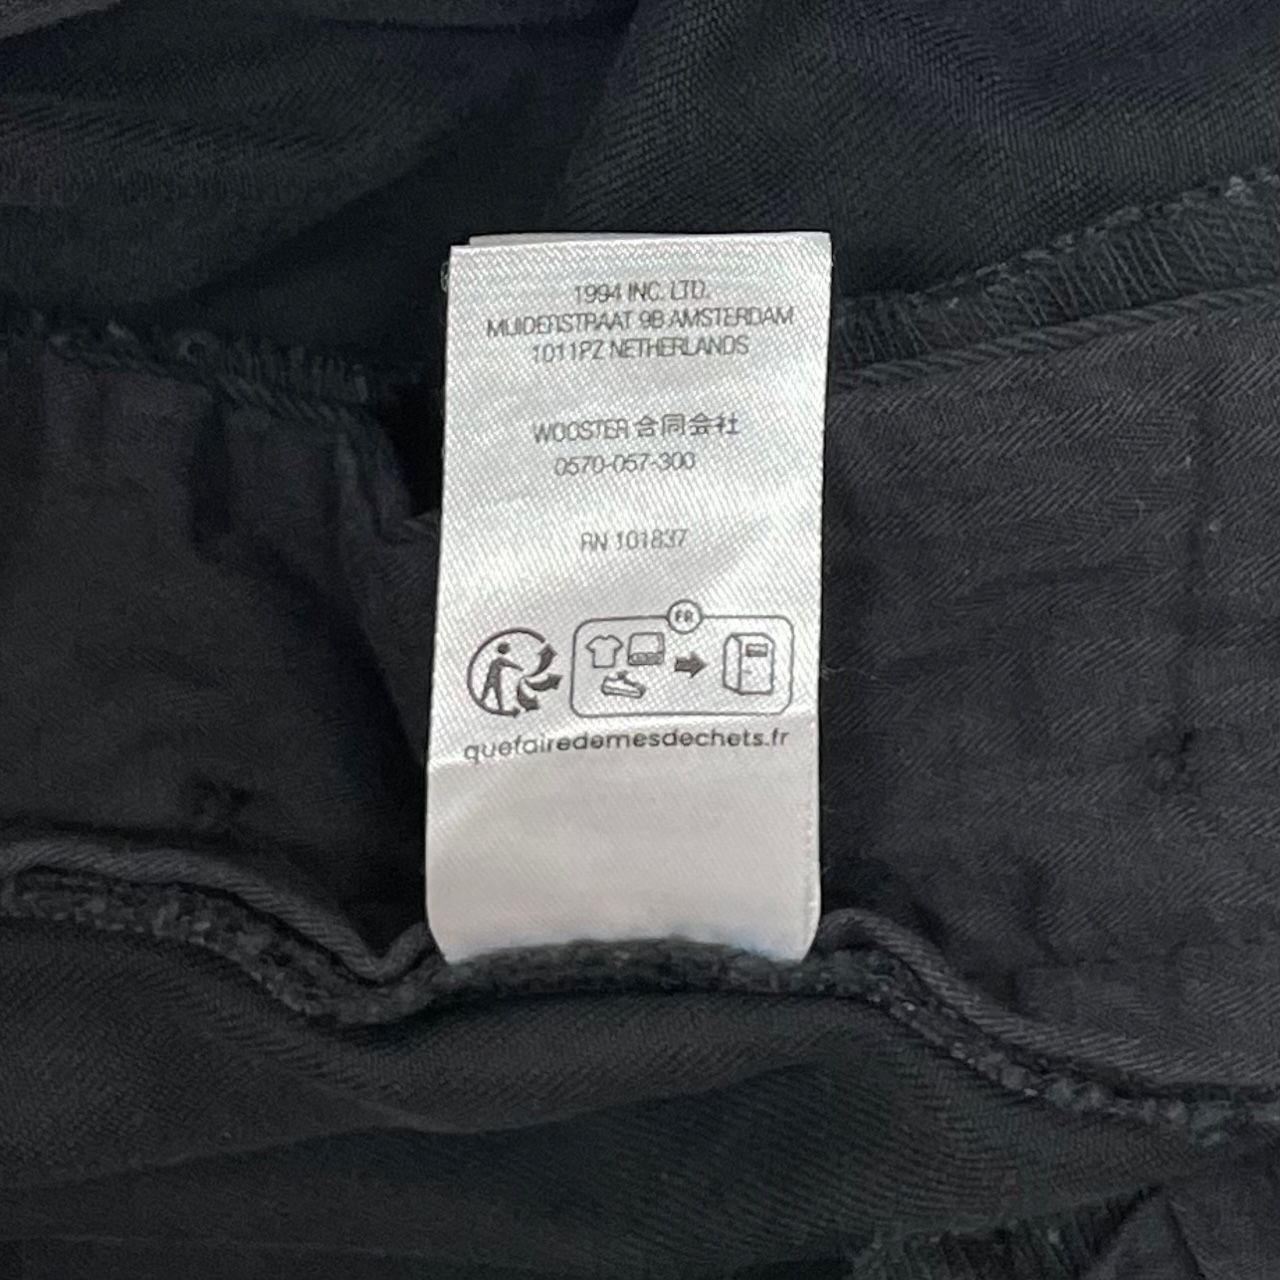 1994 INC. LTD.
MUIDERSTRAAT 9B AMSTERDAM
1011PZ NETHERLANDS
WOOSTER 合同会社
0570-057-300
RN 101837
FR
quefairedemesdechets.fr